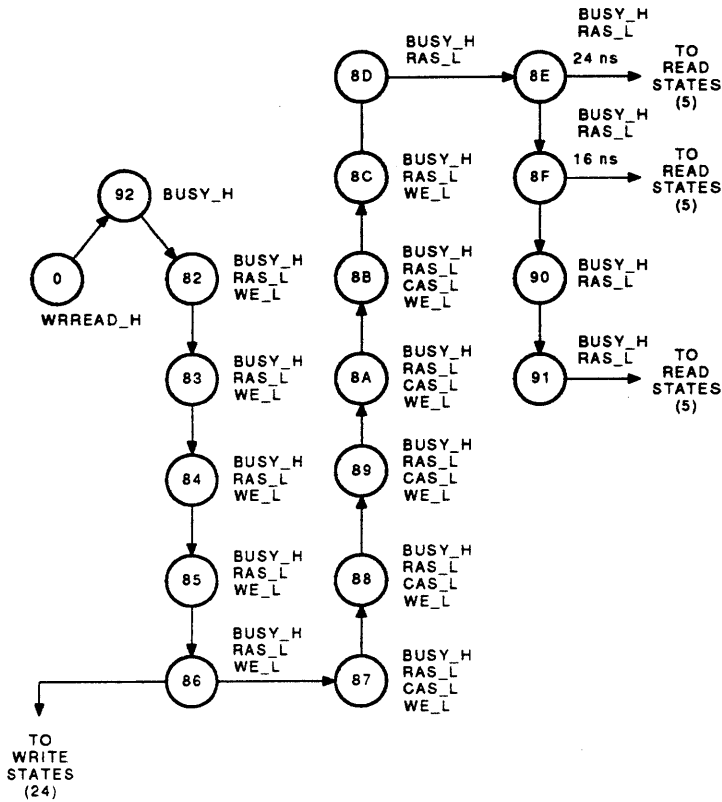 0
WRREAD_H
92
BUSY_H
82
BUSY_H
RAS_L
WE_L
83
BUSY_H
RAS_L
WE_L
84
BUSY_H
RAS_L
WE_L
85
BUSY_H
RAS_L
WE_L
86
BUSY_H
RAS_L
WE_L
TO
WRITE
STATES
(24)
87
BUSY_H
RAS_L
CAS_L
WE_L
88
BUSY_H
RAS_L
CAS_L
WE_L
89
BUSY_H
RAS_L
CAS_L
WE_L
8A
BUSY_H
RAS_L
CAS_L
WE_L
8B
BUSY_H
RAS_L
CAS_L
WE_L
8C
BUSY_H
RAS_L
WE_L
8D
BUSY_H
RAS_L
8E
BUSY_H
RAS_L
24 ns
TO
READ
STATES
(5)
8F
BUSY_H
RAS_L
16 ns
TO
READ
STATES
(5)
90
BUSY_H
RAS_L
91
BUSY_H
RAS_L
TO
READ
STATES
(5)